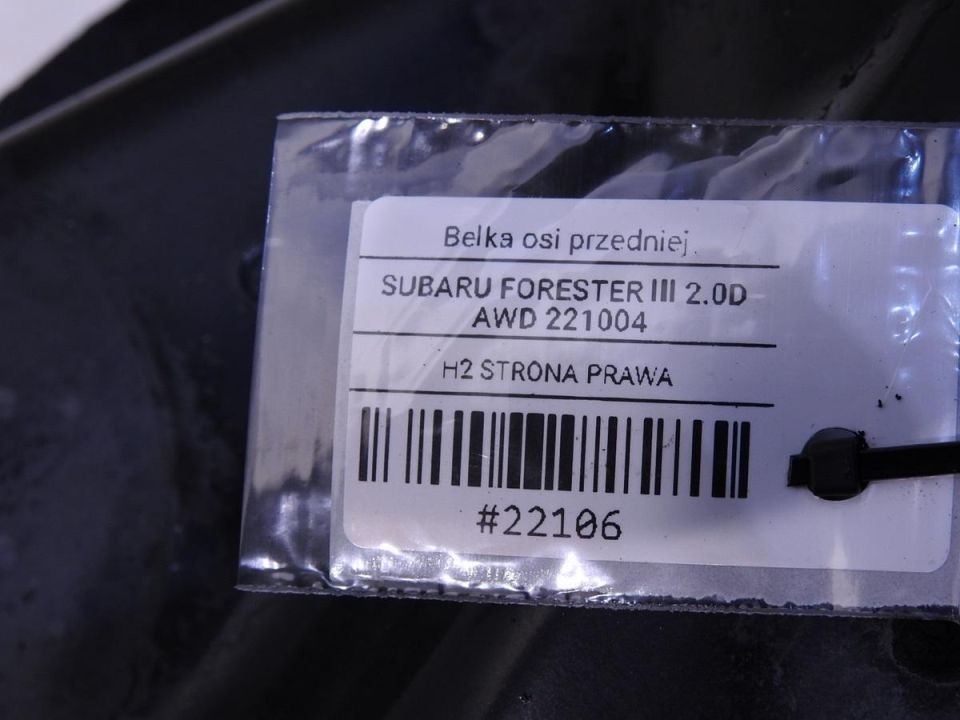 Belka osi przedniej
SUBARU FORESTER III 2.0D
AWD 221004
H2 STRONA PRAWA
#22106